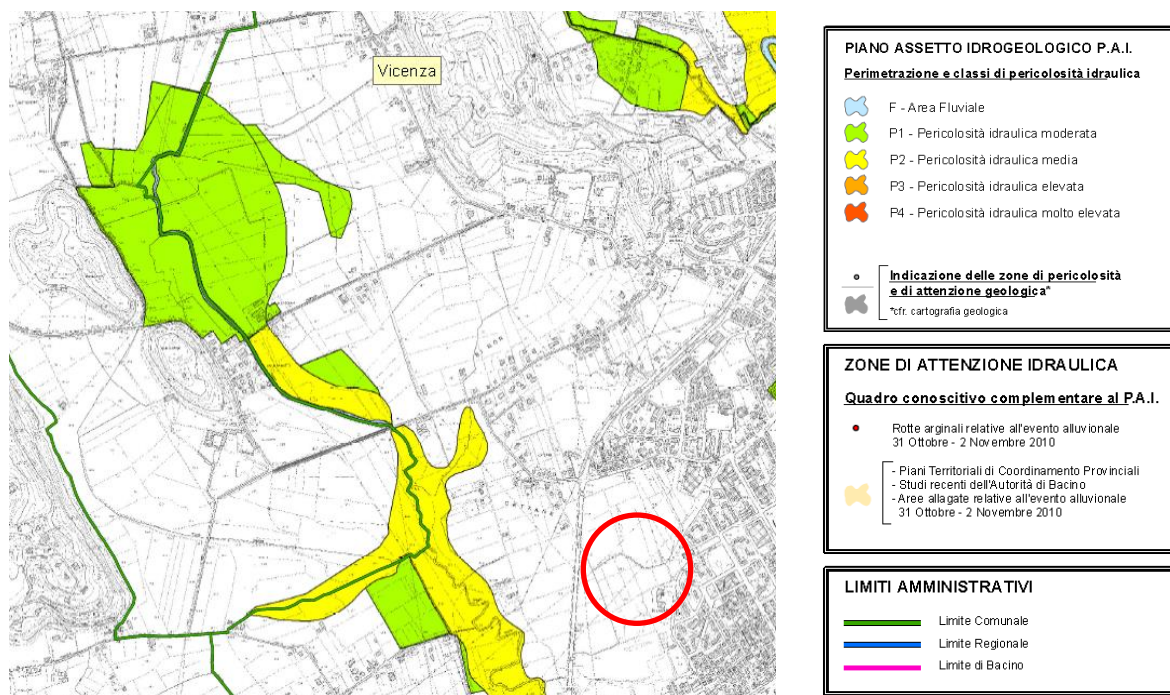 Vicenza
PIANO ASSETTO IDROGEOLOGICO P.A.I.
Perimetrazione e classi di pericolosità idraulica
F - Area Fluviale
P1 - Pericolosità idraulica moderata
P2 - Pericolosità idraulica media
P3 - Pericolosità idraulica elevata
P4 - Pericolosità idraulica molto elevata
Indicazione delle zone di pericolosità
e di attenzione geologica*
*cfr. cartografia geologica
ZONE DI ATTENZIONE IDRAULICA
Quadro conoscitivo complementare al P.A.I.
Rotte arginali relative all'evento alluvionale
31 Ottobre - 2 Novembre 2010
- Piani Territoriali di Coordinamento Provinciali
- Studi recenti dell'Autorità di Bacino
- Aree allagate relative all'evento alluvionale
31 Ottobre - 2 Novembre 2010
LIMITI AMMINISTRATIVI
Limite Comunale
Limite Regionale
Limite di Bacino